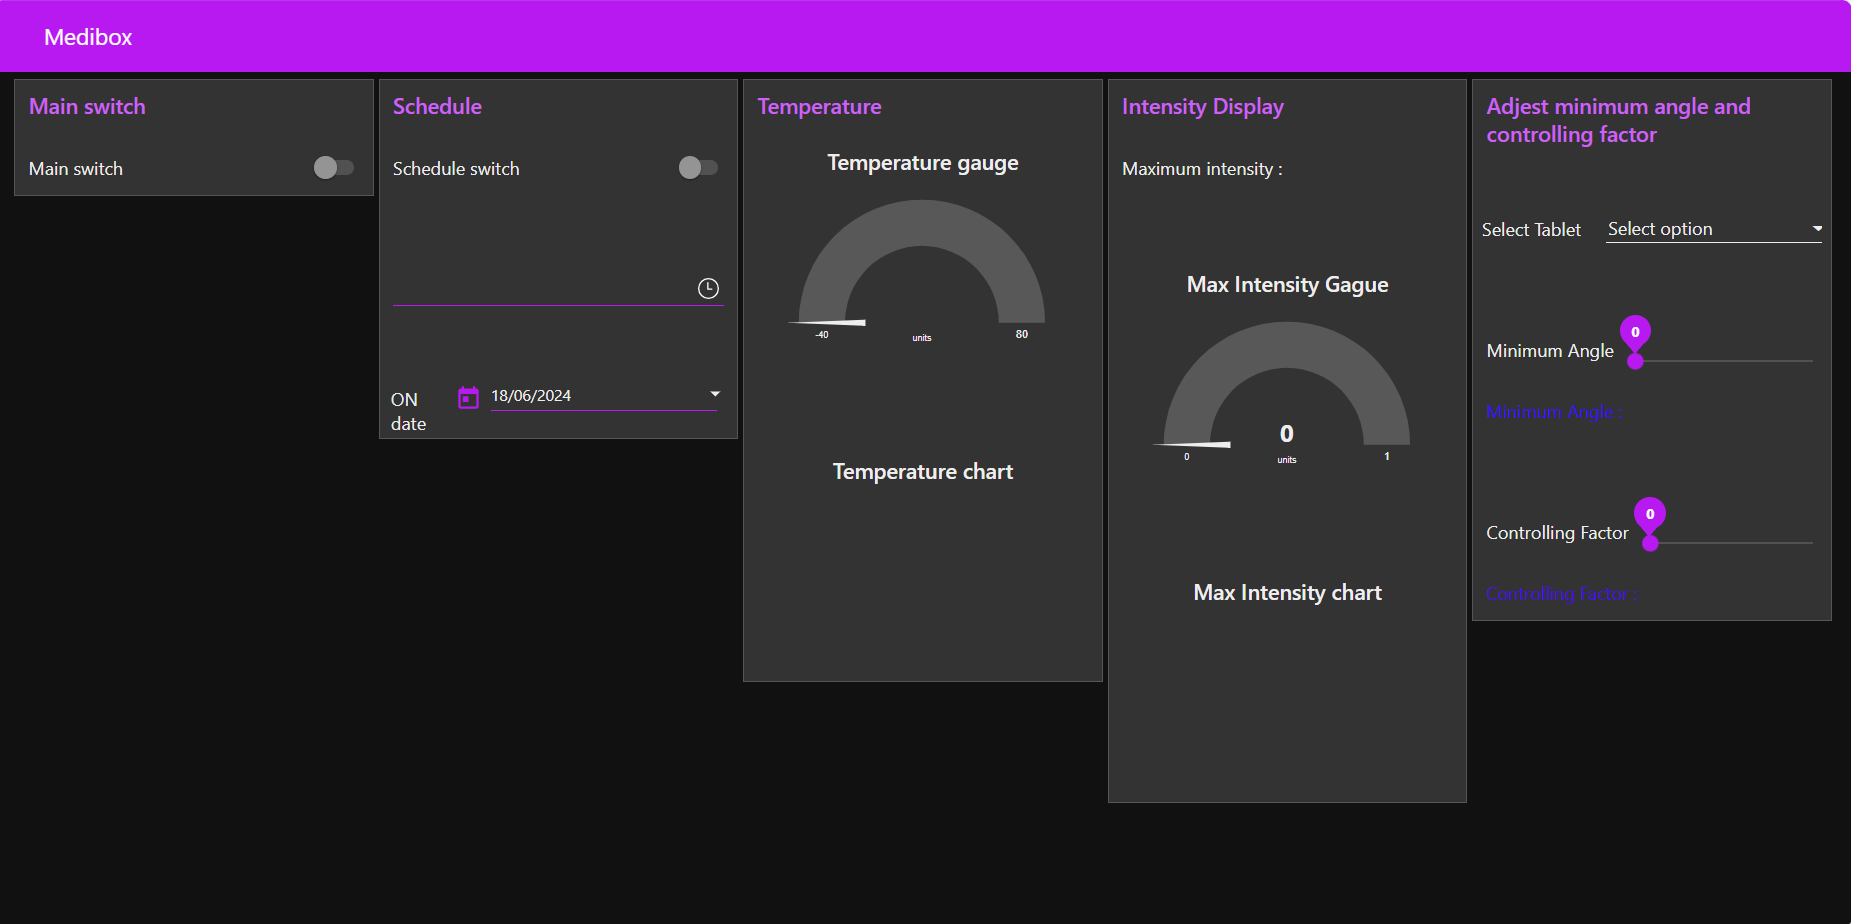 Medibox
Main switch
Main switch
Schedule
Schedule switch
ON
date
18/06/2024
Temperature
Temperature gauge
-40
units
80
Temperature chart
Intensity Display
Maximum intensity :
Max Intensity Gague
0
0
units
1
Max Intensity chart
Adjest minimum angle and
controlling factor
Select Tablet
Select option
0
Minimum Angle
Minimum Angle :
0
Controlling Factor
Controlling Factor :